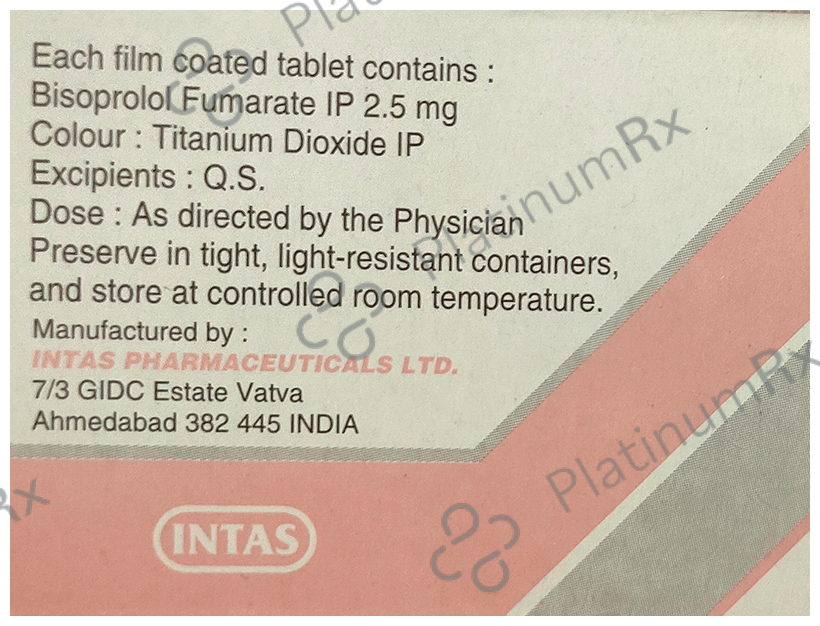 Each film coated tablet contains :
Bisoprolol Fumarate IP 2.5 mg
Colour : Titanium Dioxide IP
Excipients : Q.S.
Dose : As directed by the Physician
Preserve in tight, light-resistant containers,
and store at controlled room temperature.
Manufactured by :
INTAS PHARMACEUTICALS LTD.
7/3 GIDC Estate Vatva
Ahmedabad 382 445 INDIA
INTAS
Plat
PlatinumRx
PlatinumRx
Rx